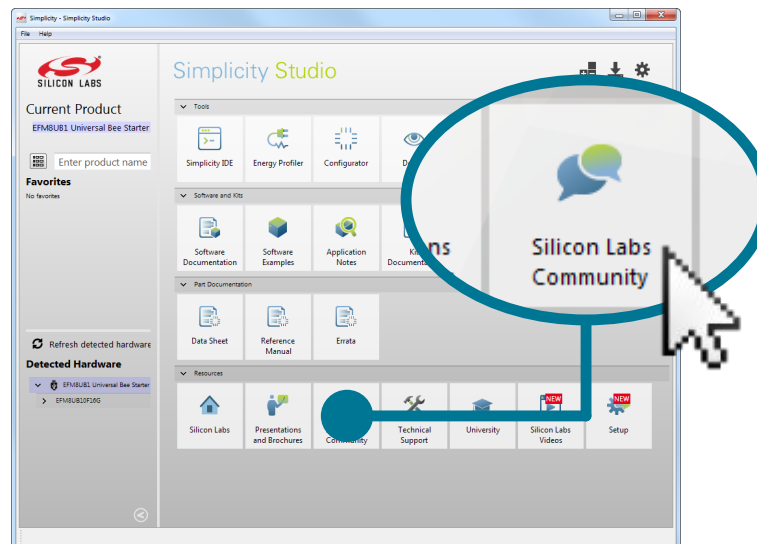 Simplicity - Simplicity Studio
File Help
SILICON LABS
Simplicity Studio
Current Product
EFM8UB1 Universal Bee Starter
Enter product name
Favorites
No favorites
Refresh detected hardware
Detected Hardware
EFM8UB1 Universal Bee Starter
EFM8UB10F16G
Tools
Simplicity IDE
Energy Profiler
Configurator
Software and Kits
Software
Documentation
Software
Examples
Application
Notes
Part Documentation
Data Sheet
Reference
Manual
Errata
Resources
Silicon Labs
Presentations
and Brochures
Community
Technical
Support
University
NEW
Silicon Labs
Videos
NEW
Setup
Silicon Labs
Community